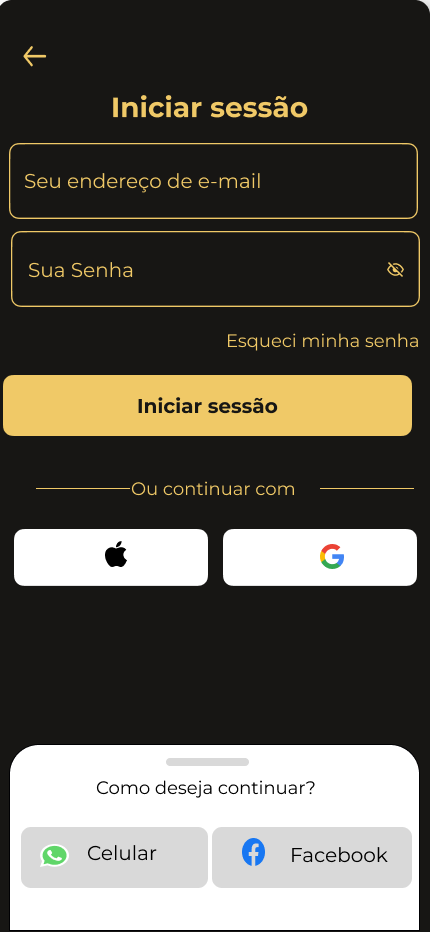 Iniciar sessão
Seu endereço de e-mail
Sua Senha
Esqueci minha senha
Iniciar sessão
Ou continuar com
Como deseja continuar?
Celular
Facebook